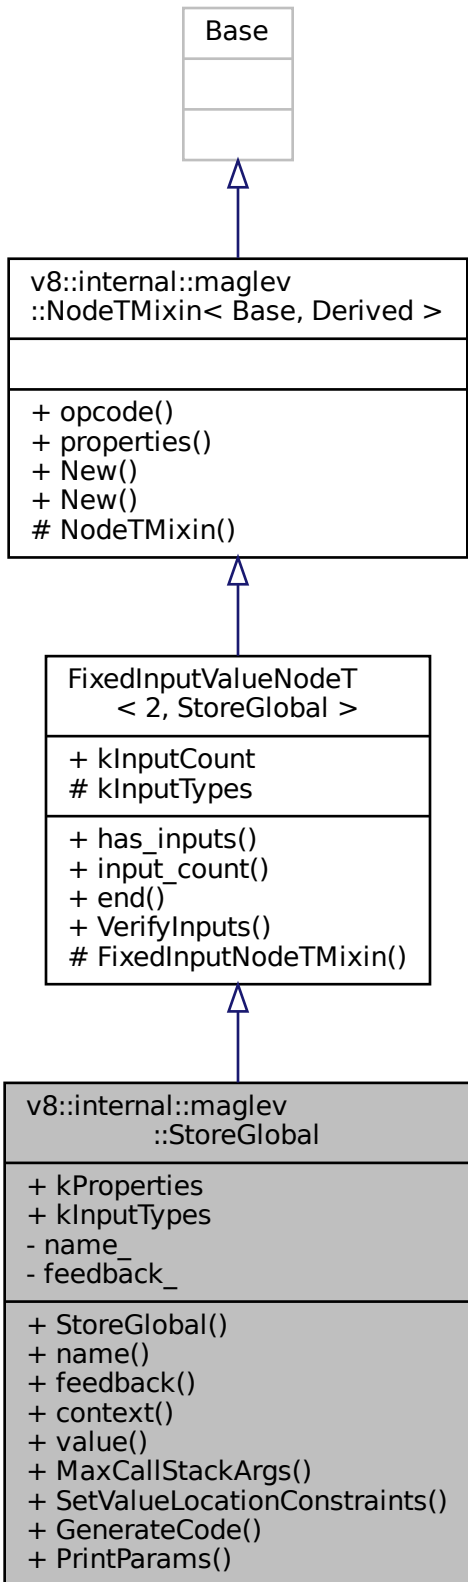 Base
v8::internal::maglev
::NodeTMixin< Base, Derived >
+ opcode()
+ properties()
+ New()
+ New()
# NodeTMixin()
FixedInputValueNodeT
< 2, StoreGlobal >
+ kInputCount
# kInputTypes
+ has_inputs()
+ input_count()
+ end()
+ VerifyInputs()
# FixedInputNodeTMixin()
v8::internal::maglev
::StoreGlobal
+ kProperties
+ kInputTypes
- name_
- feedback_
+ StoreGlobal()
+ name()
+ feedback()
+ context()
+ value()
+ MaxCallStackArgs()
+ SetValueLocationConstraints()
+ GenerateCode()
+ PrintParams()